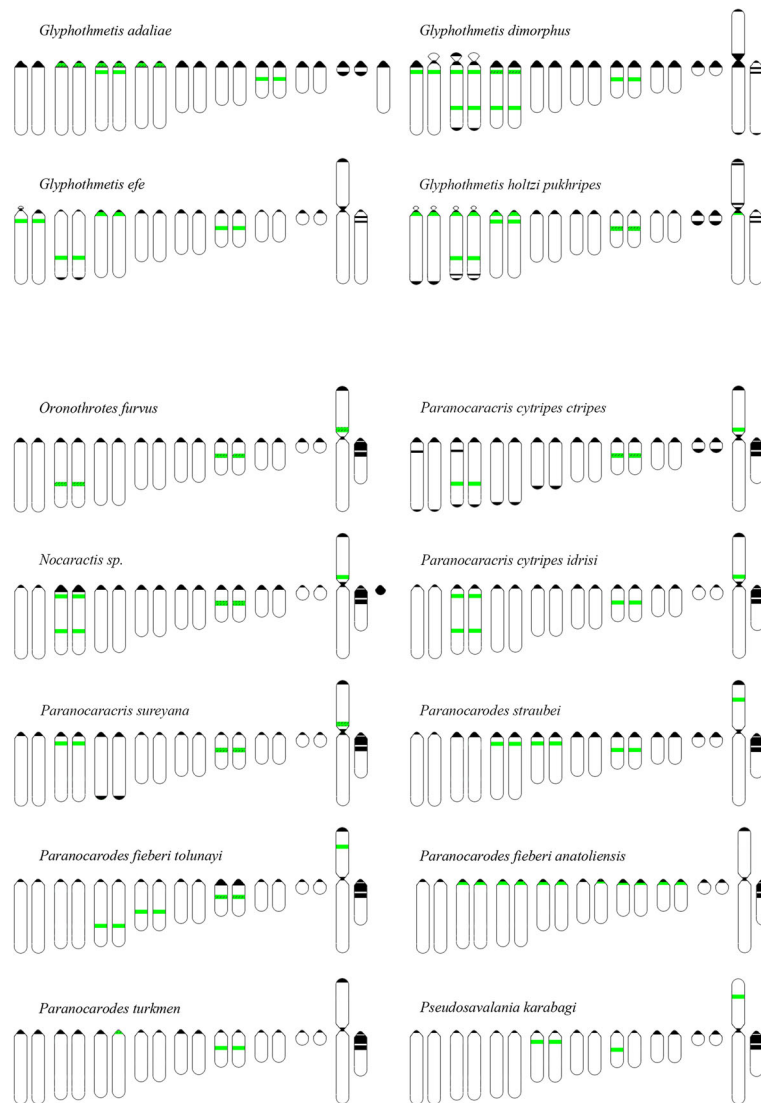 Glyphothmetis adaliae
Glyphothmetis dimorphus
Glyphothmetis efe
Glyphothmetis holtzi pukhripes
Oronothrotes furvus
Paranocaracris cytripes ctripes
Nocaractis sp.
Paranocaracris cytripes idrisi
Paranocaracris sureyana
Paranocarodes straubei
Paranocarodes fieberi tolunayi
Paranocarodes fieberi anatoliensis
Paranocarodes turkmen
Pseudosavalania karabagi